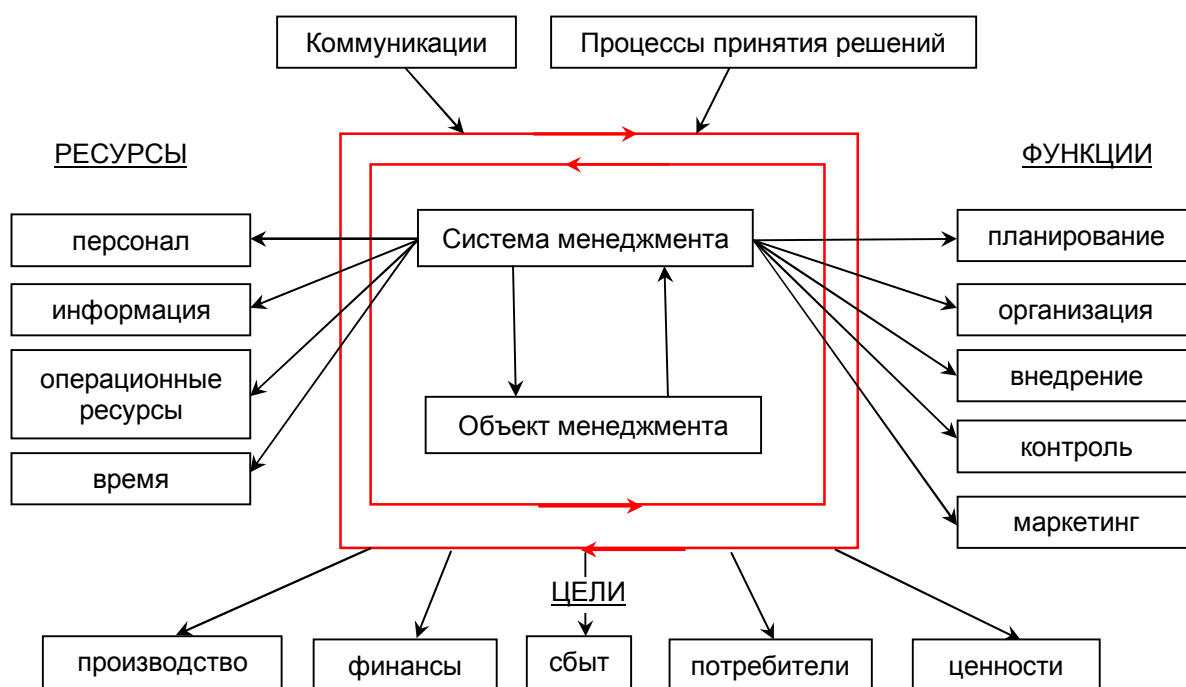 Коммуникации
Процессы принятия решений
РЕСУРСЫ
ФУНКЦИИ
персонал
Система менеджмента
планирование
информация
организация
операционные
ресурсы
внедрение
Объект менеджмента
контроль
время
маркетинг
ЦЕЛИ
производство
финансы
сбыт
потребители
ценности